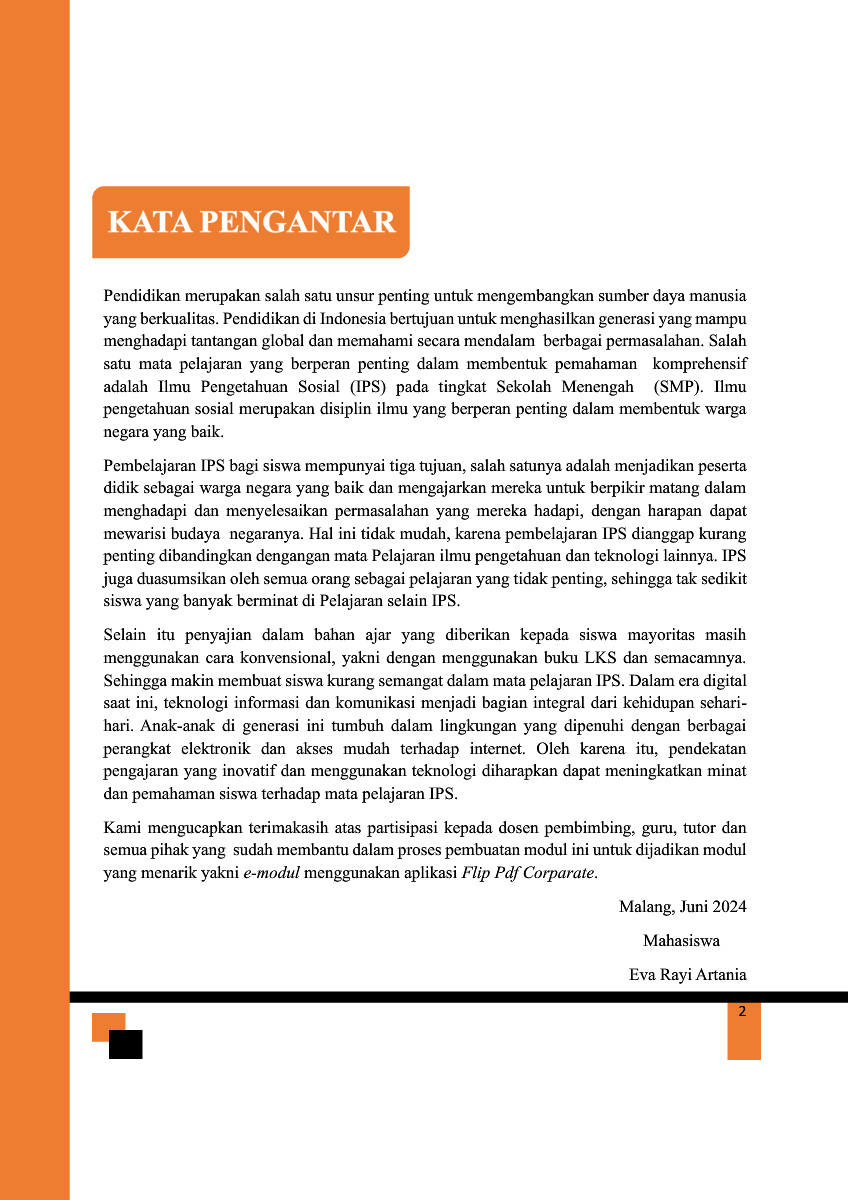 KATA PENGANTAR
Pendidikan merupakan salah satu unsur penting untuk mengembangkan sumber daya manusia
yang berkualitas. Pendidikan di Indonesia bertujuan untuk menghasilkan generasi yang mampu
menghadapi tantangan global dan memahami secara mendalam berbagai permasalahan. Salah
satu mata pelajaran yang berperan penting dalam membentuk pemahaman komprehensif
adalah Ilmu Pengetahuan Sosial (IPS) pada tingkat Sekolah Menengah (SMP). Ilmu
pengetahuan sosial merupakan disiplin ilmu yang berperan penting dalam membentuk warga
negara yang baik.
Pembelajaran IPS bagi siswa mempunyai tiga tujuan, salah satunya adalah menjadikan peserta
didik sebagai warga negara yang baik dan mengajarkan mereka untuk berpikir matang dalam
menghadapi dan menyelesaikan permasalahan yang mereka hadapi, dengan harapan dapat
mewarisi budaya negaranya. Hal ini tidak mudah, karena pembelajaran IPS dianggap kurang
penting dibandingkan dengangan mata Pelajaran ilmu pengetahuan dan teknologi lainnya. IPS
juga duasumsikan oleh semua orang sebagai pelajaran yang tidak penting, sehingga tak sedikit
siswa yang banyak berminat di Pelajaran selain IPS.
Selain itu penyajian dalam bahan ajar yang diberikan kepada siswa mayoritas masih
menggunakan cara konvensional, yakni dengan menggunakan buku LKS dan semacamnya.
Sehingga makin membuat siswa kurang semangat dalam mata pelajaran IPS. Dalam era digital
saat ini, teknologi informasi dan komunikasi menjadi bagian integral dari kehidupan sehari-
hari. Anak-anak di generasi ini tumbuh dalam lingkungan yang dipenuhi dengan berbagai
perangkat elektronik dan akses mudah terhadap internet. Oleh karena itu, pendekatan
pengajaran yang inovatif dan menggunakan teknologi diharapkan dapat meningkatkan minat
dan pemahaman siswa terhadap mata pelajaran IPS.
Kami mengucapkan terimakasih atas partisipasi kepada dosen pembimbing, guru, tutor dan
semua pihak yang sudah membantu dalam proses pembuatan modul ini untuk dijadikan modul
yang menarik yakni e-modul menggunakan aplikasi Flip Pdf Corparate.
Malang, Juni 2024
Mahasiswa
Eva Rayi Artania
2